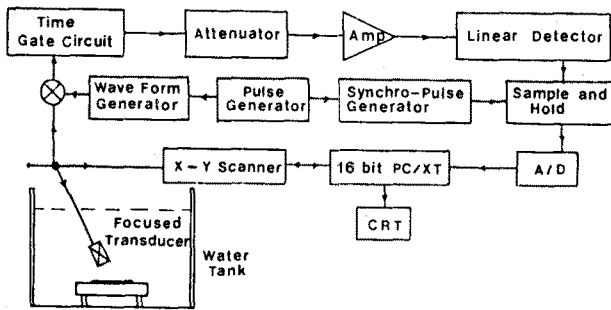 Time
Gate Circuit
Attenuator
Amp
Linear Detector
Wave Form
Generator
Pulse
Generator
Synchro-Pulse
Generator
Sample and
Hold
X-Y Scanner
16 bit PC/XT
A/D
CRT
Focused
Transducer
Water
Tank